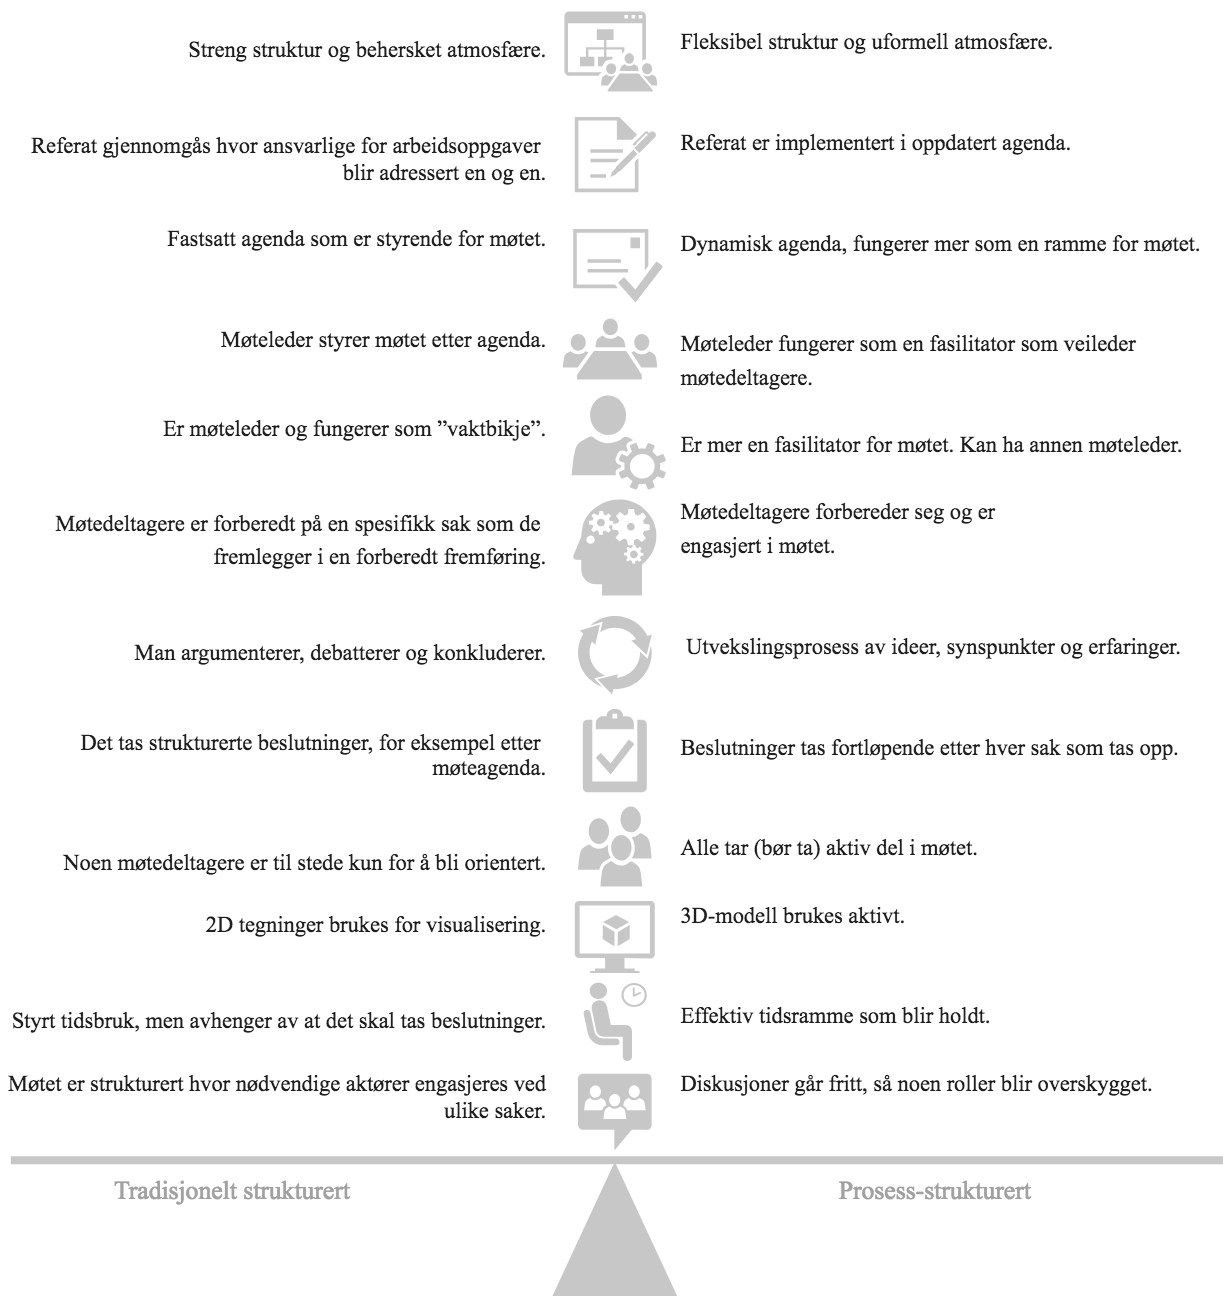 Streng struktur og behersket atmosfære.
Fleksibel struktur og uformell atmosfære.
Referat gjennomgås hvor ansvarlige for arbeidsoppgaver
blir adressert en og en.
Referat er implementert i oppdatert agenda.
Fastsatt agenda som er styrende for møtet.
Dynamisk agenda, fungerer mer som en ramme for møtet.
Møteleder styrer møtet etter agenda.
Møteleder fungerer som en fasilitator som veileder
møtedeltagere.
Er møteleder og fungerer som ”vaktbikje”.
Er mer en fasilitator for møtet. Kan ha annen møteleder.
Møtedeltagere er forberedt på en spesifikk sak som de
fremlegger i en forberedt fremføring.
Møtedeltagere forbereder seg og er
engasjert i møtet.
Man argumenterer, debatterer og konkluderer.
Utvekslingsprosess av ideer, synspunkter og erfaringer.
Det tas strukturerte beslutninger, for eksempel etter
møteagenda.
Beslutninger tas fortløpende etter hver sak som tas opp.
Noen møtedeltagere er til stede kun for å bli orientert.
Alle tar (bør ta) aktiv del i møtet.
2D tegninger brukes for visualisering.
3D-modell brukes aktivt.
Styrt tidsbruk, men avhenger av at det skal tas beslutninger.
Effektiv tidsramme som blir holdt.
Møtet er strukturert hvor nødvendige aktører engasjeres ved
ulike saker.
Diskusjoner går fritt, så noen roller blir overskygget.
Tradisjonelt strukturert
Prosess-strukturert